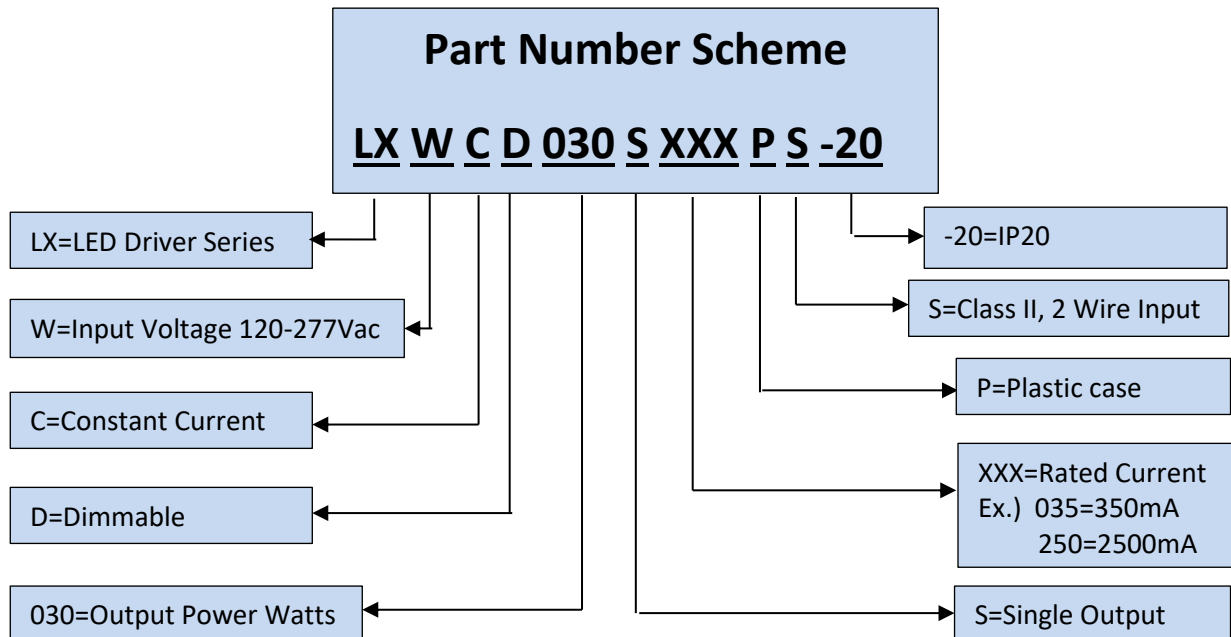 Part Number Scheme
LX W C D 030 S XXX P S -20
LX=LED Driver Series
W=Input Voltage 120-277Vac
C=Constant Current
D=Dimmable
030=Output Power Watts
-20=IP20
S=Class II, 2 Wire Input
P=Plastic case
XXX=Rated Current
Ex.) 035=350mA
250=2500mA
S=Single Output